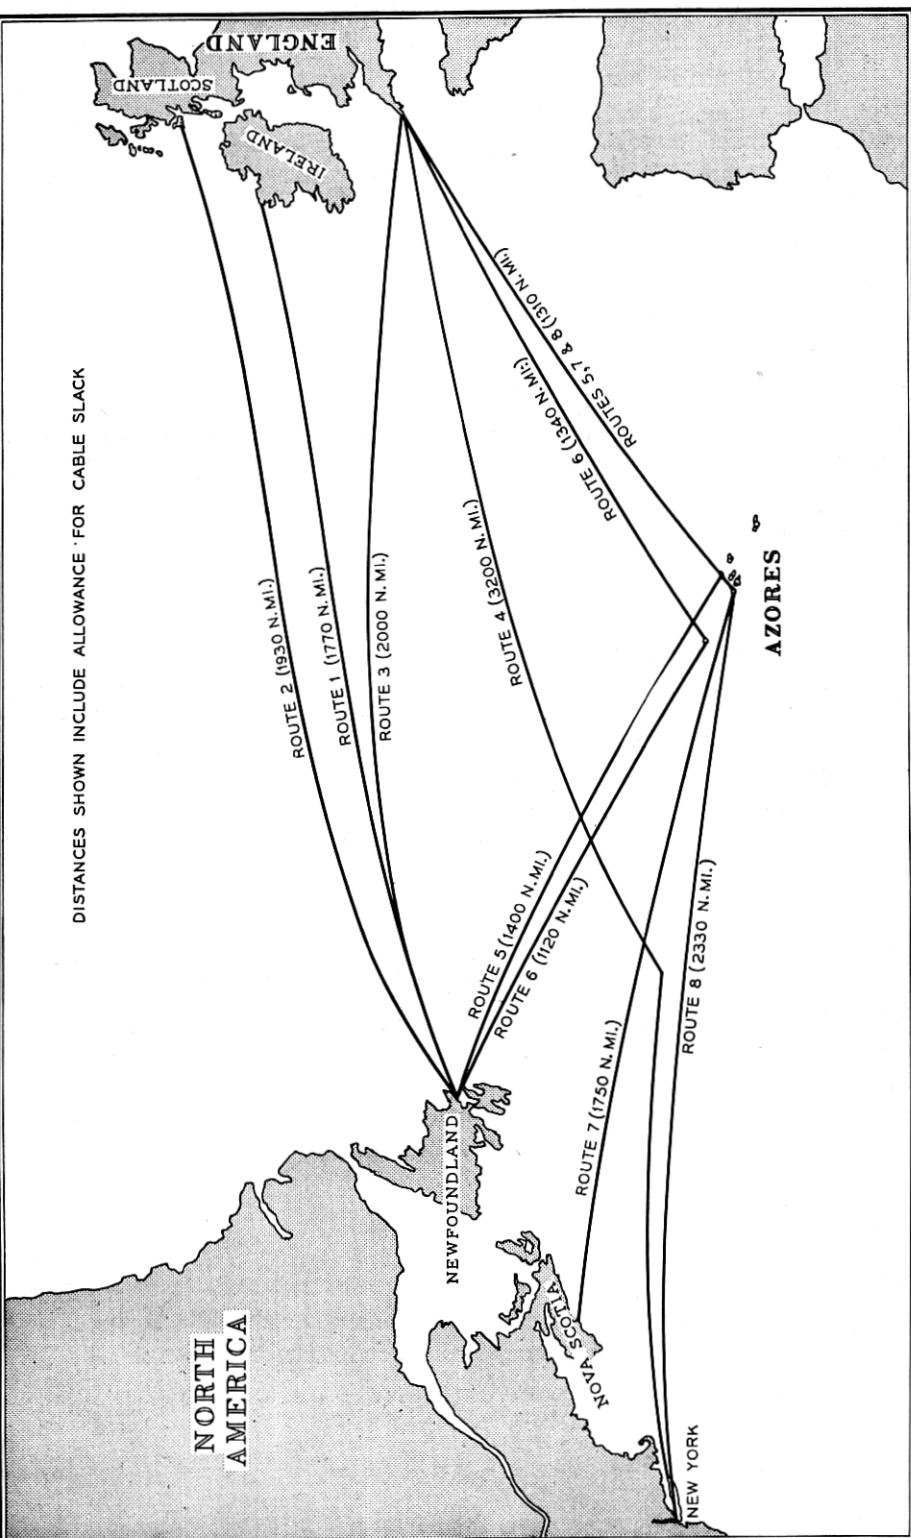 DISTANCES SHOWN INCLUDE ALLOWANCE FOR CABLE SLACK
NORTH
AMERICA
NEWFOUNDLAND
NOVA SCOTIA
NEW YORK
SCOTLAND
ENGLAND
IRELAND
AZORES
ROUTE 2 (1930 N.MI.)
ROUTE 1 (1770 N. MI.)
ROUTE 3 (2000 N. MI.)
ROUTE 4 (3200 N. MI.)
ROUTE 5 (1400 N.MI.)
ROUTE 6 (1120 N.MI.)
ROUTE 6 (1340 N. MI.)
ROUTES 5,7 & 8 (1310 N. MI.)
ROUTE 7 (1750 N. MI.)
ROUTE 8 (2330 N. MI.)